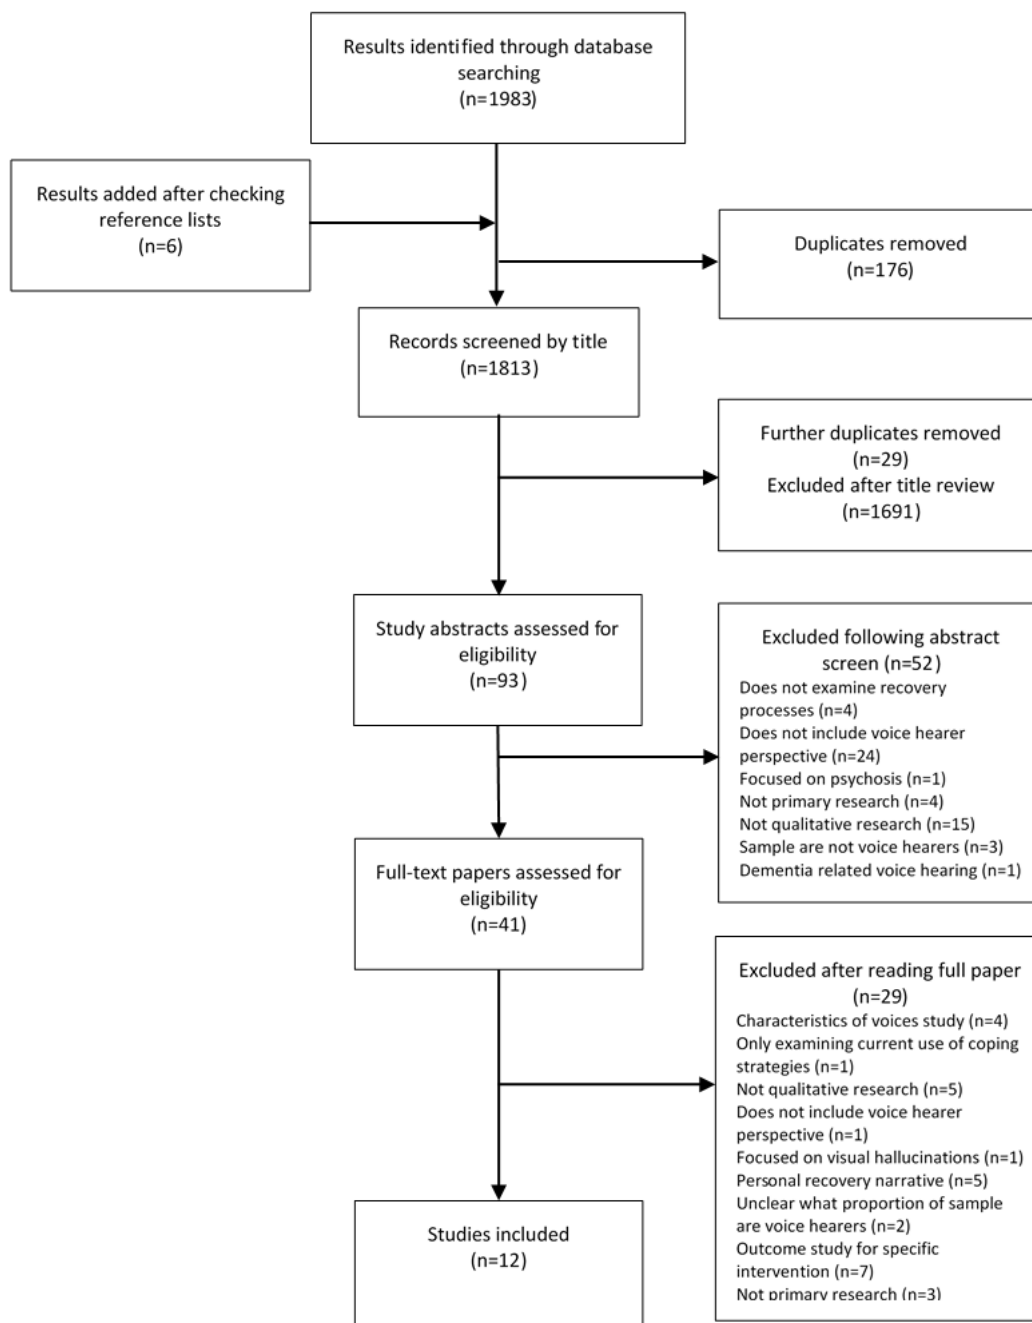 Results identified through database
searching
(n=1983)
Results added after checking
reference lists
(n=6)
Duplicates removed
(n=176)
Records screened by title
(n=1813)
Further duplicates removed
(n=29)
Excluded after title review
(n=1691)
Study abstracts assessed for
eligibility
(n=93)
Excluded following abstract
screen (n=52)
Does not examine recovery
processes (n=4)
Does not include voice hearer
perspective (n=24)
Focused on psychosis (n=1)
Not primary research (n=4)
Not qualitative research (n=15)
Sample are not voice hearers (n=3)
Dementia related voice hearing (n=1)
Full-text papers assessed for
eligibility
(n=41)
Excluded after reading full paper
(n=29)
Characteristics of voices study (n=4)
Only examining current use of coping
strategies (n=1)
Not qualitative research (n=5)
Does not include voice hearer
perspective (n=1)
Focused on visual hallucinations (n=1)
Personal recovery narrative (n=5)
Unclear what proportion of sample
are voice hearers (n=2)
Outcome study for specific
intervention (n=7)
Not primary research (n=3)
Studies included
(n=12)